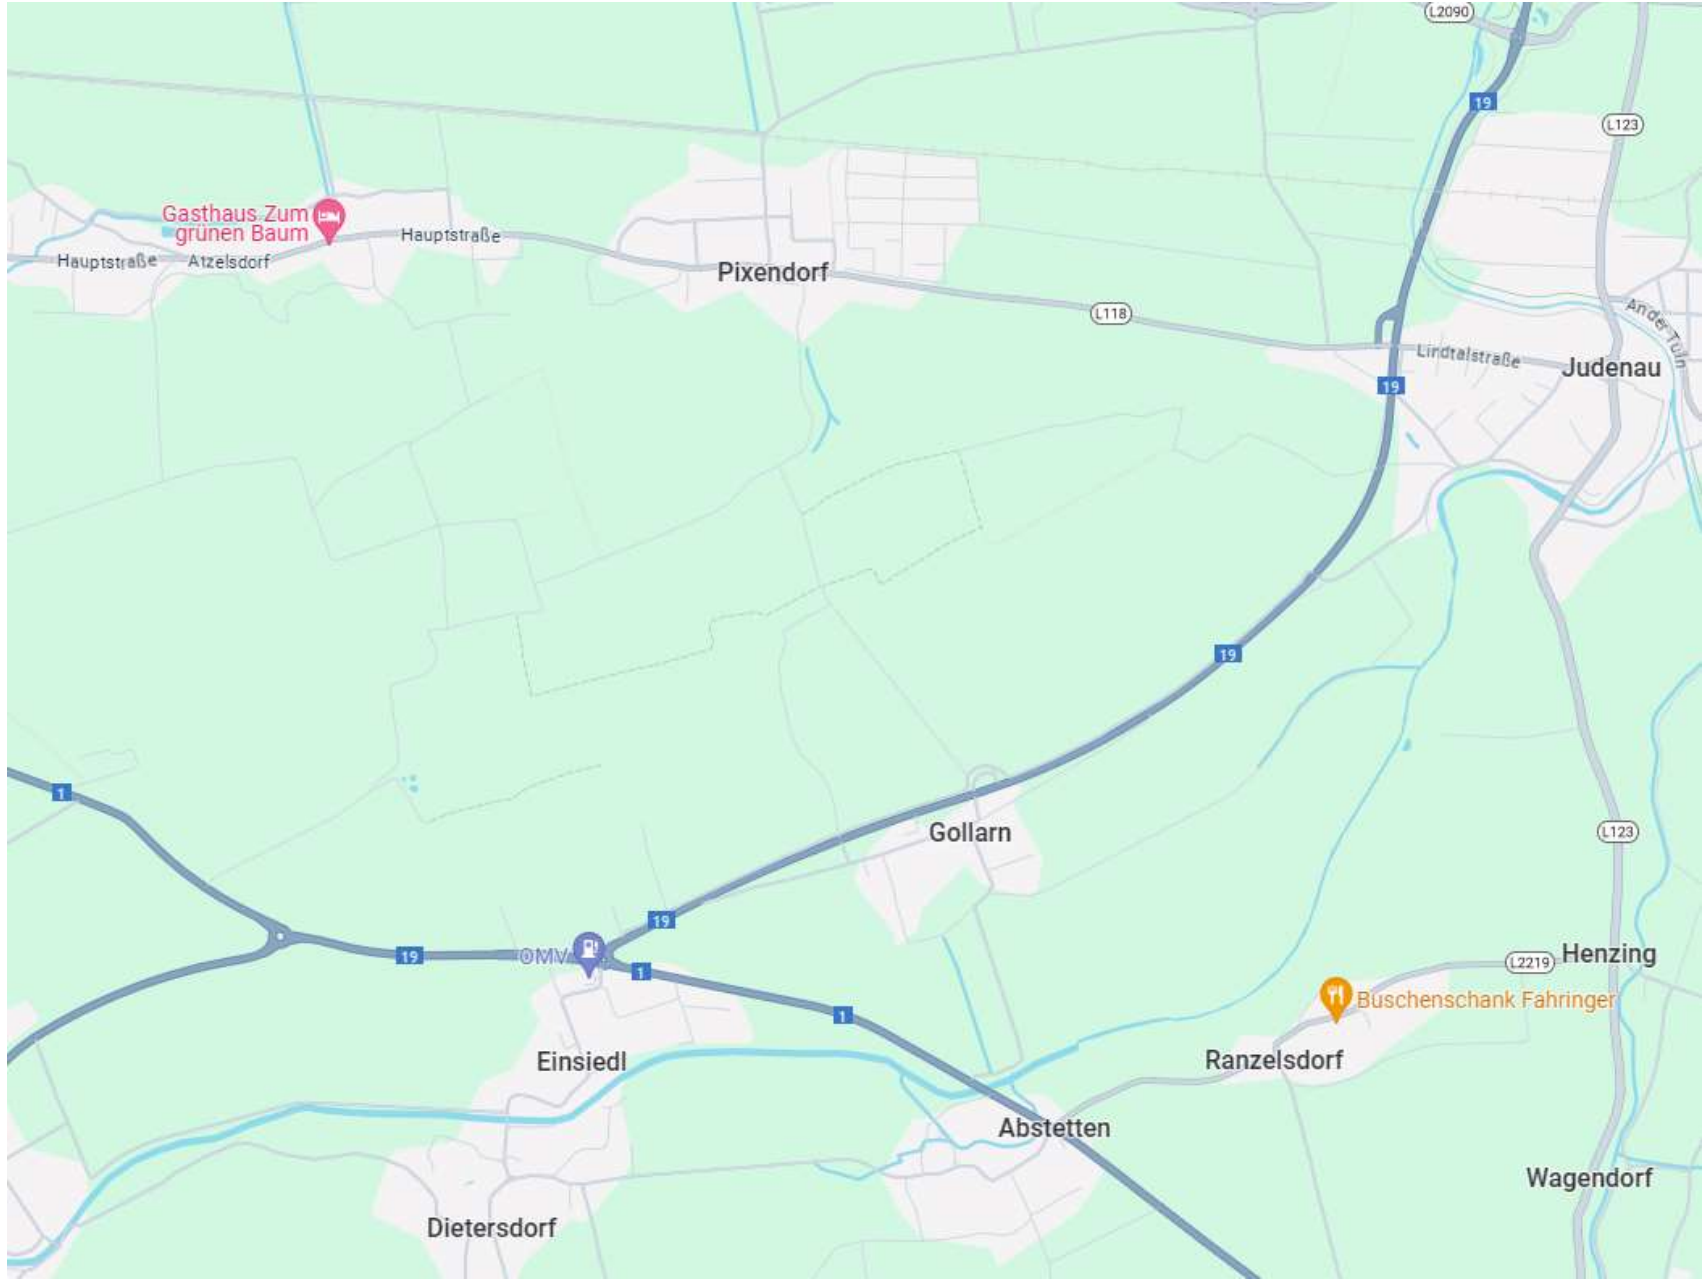 L2090
19
L123
Gasthaus Zum
grünen Baum
Hauptstraße
Hauptstraße
Atzelsdorf
Pixendorf
L118
An der Tulln
Lindtalstraße
Judenau
19
19
1
Gollarn
L123
19
19
OMV
1
Henzing
L2219
Buschenschank Fahringer
1
Einsiedl
Ranzelsdorf
Abstetten
Wagendorf
Dietersdorf